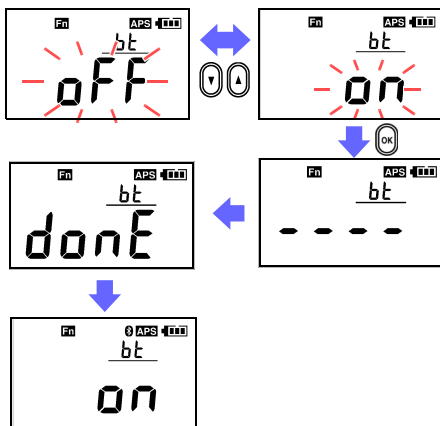 Fn APS
bt
oFF
Fn APS
bt
on
OK
Fn APS
bt
- - - -
Fn APS
bt
donE
Fn APS
bt
on